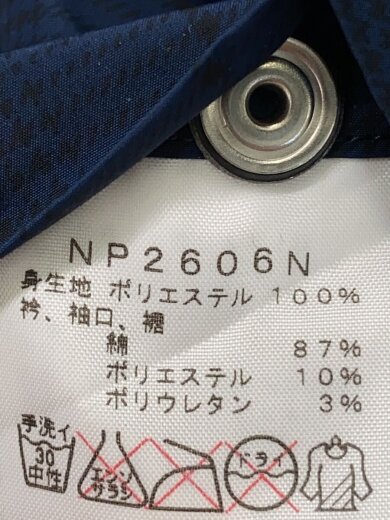 NP2606N
身生地 ポリエステル 100%
衿、袖口、裾
綿 87%
ポリエステル 10%
ポリウレタン 3%
手洗イ 30 中性 エンソ サラシ ドライ